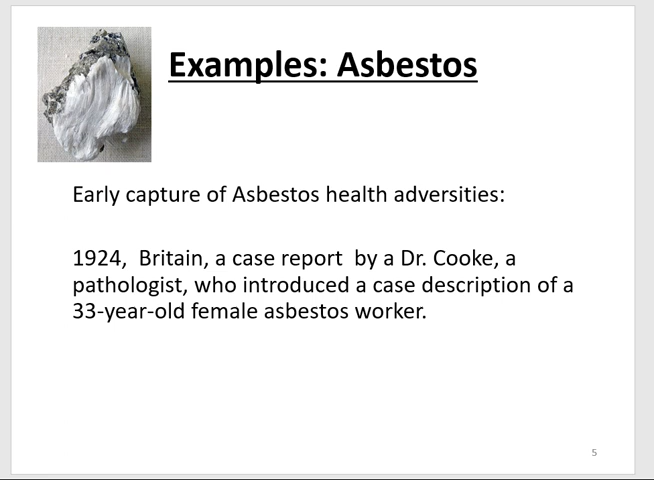 Examples: Asbestos
Early capture of Asbestos health adversities:
1924,  Britain, a case report  by a Dr. Cooke, a
pathologist, who introduced a case description of a
33-year-old female asbestos worker.
5